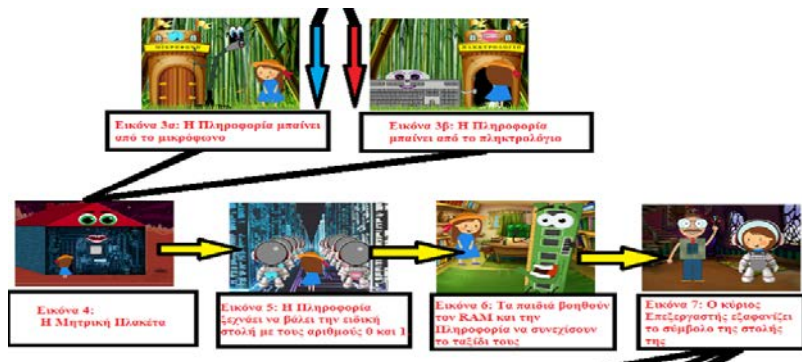 ΜΙΚΡΟΦΩΝΟ
ΠΛΗΚΤΡΟΛΟΓΙΟ
Εικόνα 3α: Η Πληροφορία μπαίνει
από το μικρόφωνο
Εικόνα 3β: Η Πληροφορία
μπαίνει από το πληκτρολόγιο
Εικόνα 4:
Η Μητρική Πλακέτα
Εικόνα 5: Η Πληροφορία
ξεχνάει να βάλει την ειδική
στολή με τους αριθμούς 0 και 1
Εικόνα 6: Τα παιδιά βοηθούν
τον RAM και την
Πληροφορία να συνεχίσουν
το ταξίδι τους
Εικόνα 7: Ο κύριος
Επεξεργαστής εξαφανίζει
το σύμβολο της στολής
της